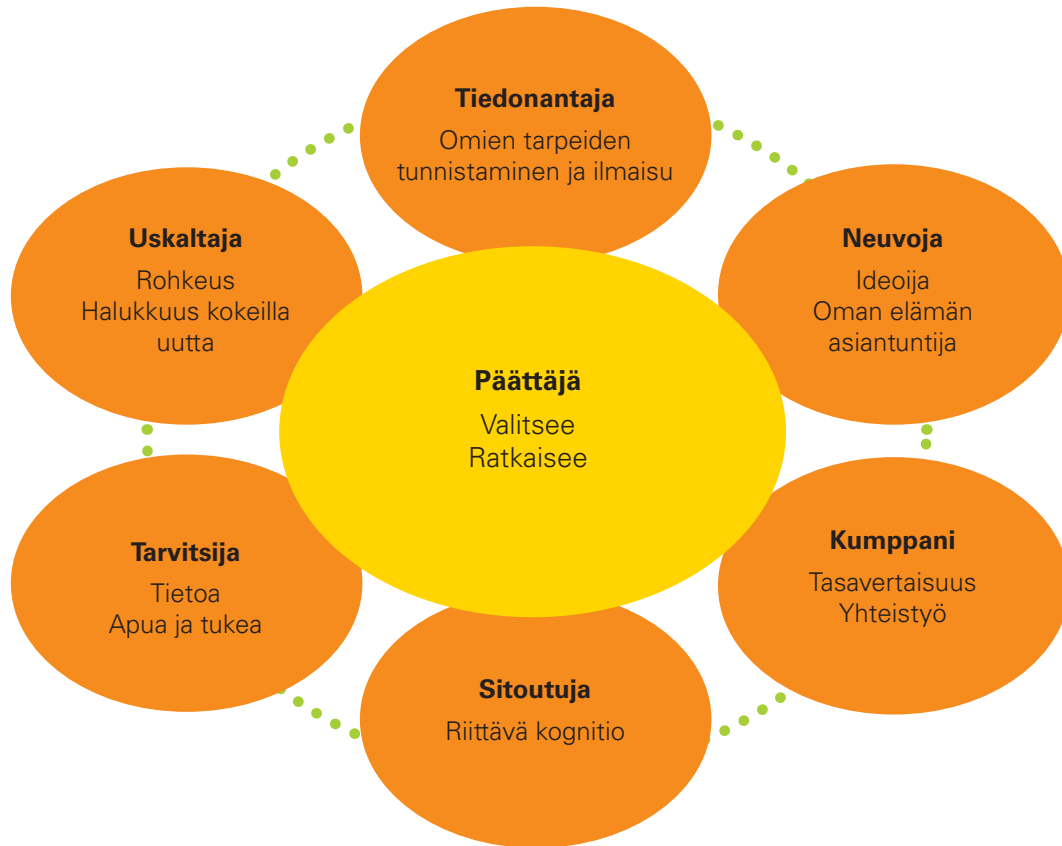 Tiedonantaja
Omien tarpeiden
tunnistaminen ja ilmaisu
Uskaltaja
Rohkeus
Halukkuus kokeilla
uutta
Neuvoja
Ideoija
Oman elämän
asiantuntija
Päättäjä
Valitsee
Ratkaisee
Tarvitsija
Tietoa
Apua ja tukea
Kumppani
Tasavertaisuus
Yhteistyö
Sitoutuja
Riittävä kognitio